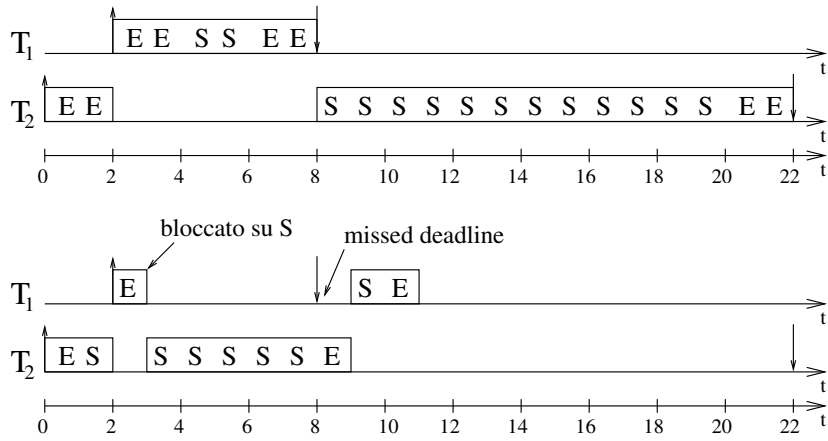 T1 E E S S E E t
T2 E E S S S S S S S S S S S S E E t
0 2 4 6 8 10 12 14 16 18 20 22 t
bloccato su S missed deadline
T1 E S E t
T2 E S S S S S S E t
0 2 4 6 8 10 12 14 16 18 20 22 t